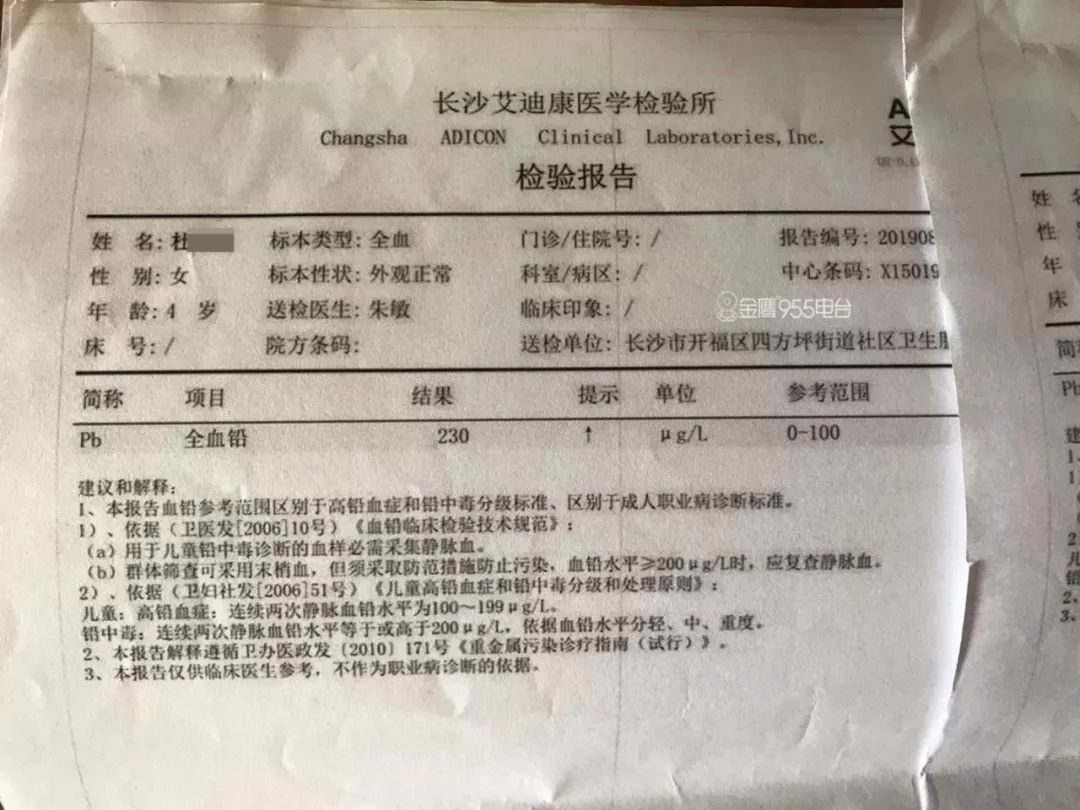 长沙艾迪康医学检验所
Changsha ADICON Clinical Laboratories,Inc.
A
艾
检验报告
姓 名:杜 标本类型:全血 门诊/住院号:/ 报告编号:201908
性 别:女 标本性状:外观正常 科室/病区:/ 中心条码:X15019
年 龄:4 岁 送检医生:朱敏 临床印象:/
金鹰955电台
床 号:/ 院方条码: 送检单位:长沙市开福区四方坪街道社区卫生服
简称 项目 结果 提示 单位 参考范围
Pb 全血铅 230 ↑ μg/L 0-100
建议和解释:
1、本报告血铅参考范围区别于高铅血症和铅中毒分级标准、区别于成人职业病诊断标准。
1)、依据(卫医发[2006]10号)《血铅临床检验技术规范》:
(a)用于儿童铅中毒诊断的血样必需采集静脉血。
(b)群体筛查可采用末梢血,但须采取防范措施防止污染,血铅水平≥200μg/L时,应复查静脉血。
2)、依据(卫妇社发[2006]51号)《儿童高铅血症和铅中毒分级和处理原则》:
儿童:高铅血症:连续两次静脉血铅水平为100～199μg/L。
铅中毒:连续两次静脉血铅水平等于或高于200μg/L,依据血铅水平分轻、中、重度。
2、本报告解释遵循卫办医政发〔2010〕171号《重金属污染诊疗指南(试行)》。
3、本报告仅供临床医生参考,不作为职业病诊断的依据。
姓 名
性
年
床
简称
Pb
建
1、
1)
2
铅
2、
3、